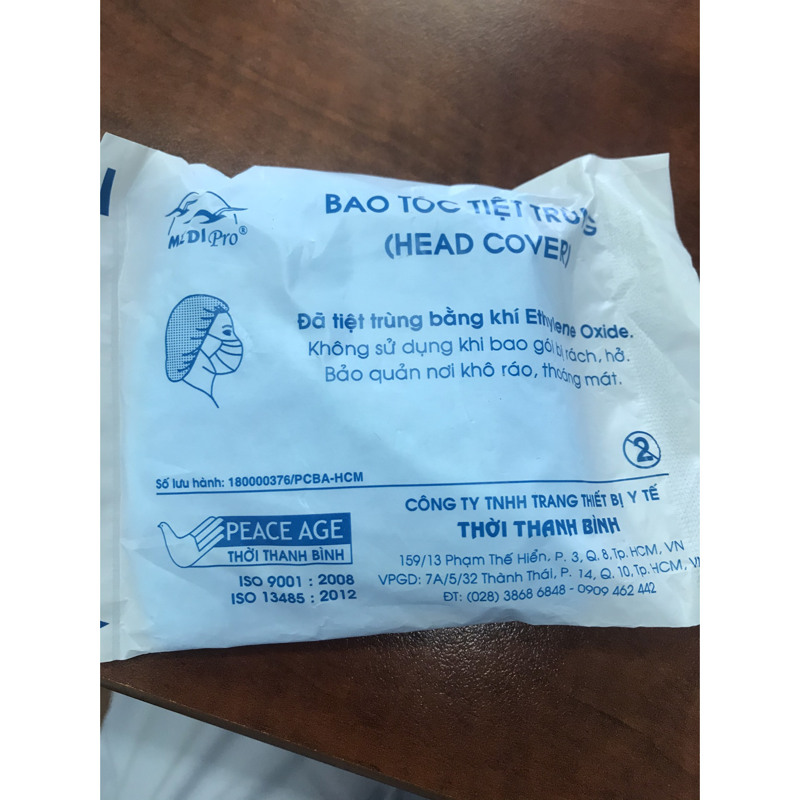 MEDI Pro®
BAO TÓC TIỆT TRÙNG
(HEAD COVER)
Đã tiệt trùng bằng khí Ethylene Oxide.
Không sử dụng khi bao gói bị rách, hở.
Bảo quản nơi khô ráo, thoáng mát.
2
Số lưu hành: 180000376/PCBA-HCM
PEACE AGE
THỜI THANH BÌNH
ISO 9001 : 2008
ISO 13485 : 2012
CÔNG TY TNHH TRANG THIẾT BỊ Y TẾ
THỜI THANH BÌNH
159/13 Phạm Thế Hiển, P. 3, Q. 8, Tp. HCM, VN
VPGD: 7A/5/32 Thành Thái, P. 14, Q. 10, Tp. HCM, VN
ĐT: (028) 3868 6848 - 0909 462 442